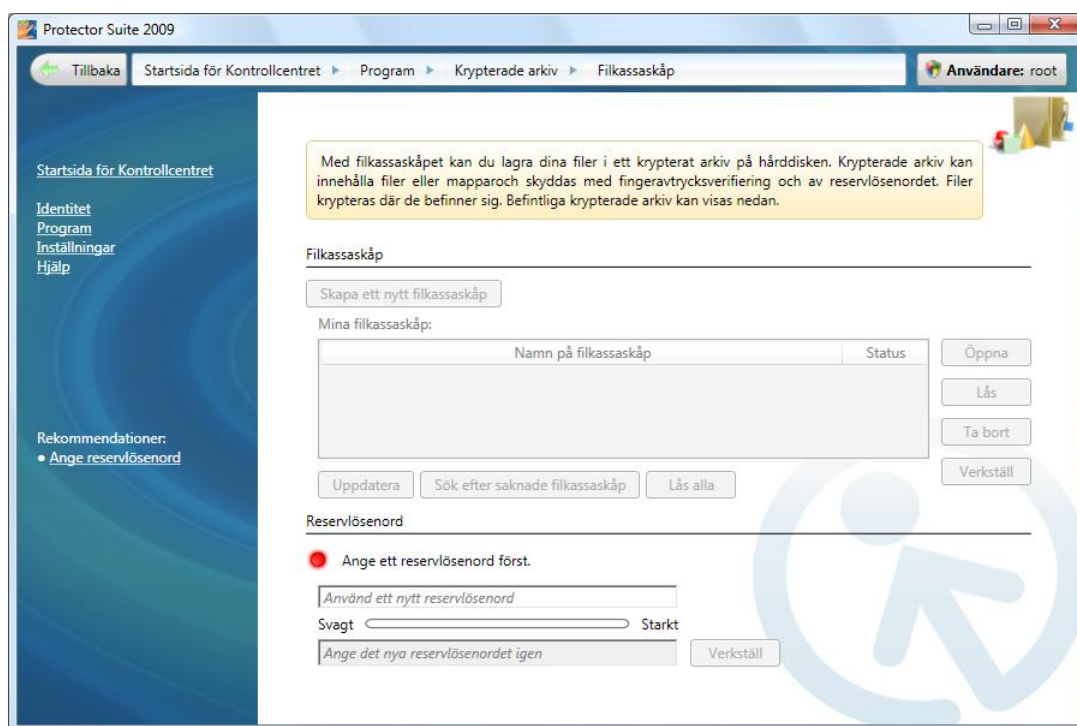 Protector Suite 2009
Tillbaka
Startsida för Kontrollcentret
Program
Krypterade arkiv
Filkassaskåp
Användare: root
Startsida för Kontrollcentret
Identitet
Program
Inställningar
Hjälp
Rekommendationer:
Ange reservlösenord
Med filkassaskåpet kan du lagra dina filer i ett krypterat arkiv på hårddisken. Krypterade arkiv kan
innehålla filer eller mapparoch skyddas med fingeravtrycksverifiering och av reservlösenordet. Filer
krypteras där de befinner sig. Befintliga krypterade arkiv kan visas nedan.
Filkassaskåp
Skapa ett nytt filkassaskåp
Mina filkassaskåp:
Namn på filkassaskåp
Status
Öppna
Lås
Ta bort
Verkställ
Uppdatera
Sök efter saknade filkassaskåp
Lås alla
Reservlösenord
Ange ett reservlösenord först.
Använd ett nytt reservlösenord
Svagt
Starkt
Ange det nya reservlösenordet igen
Verkställ